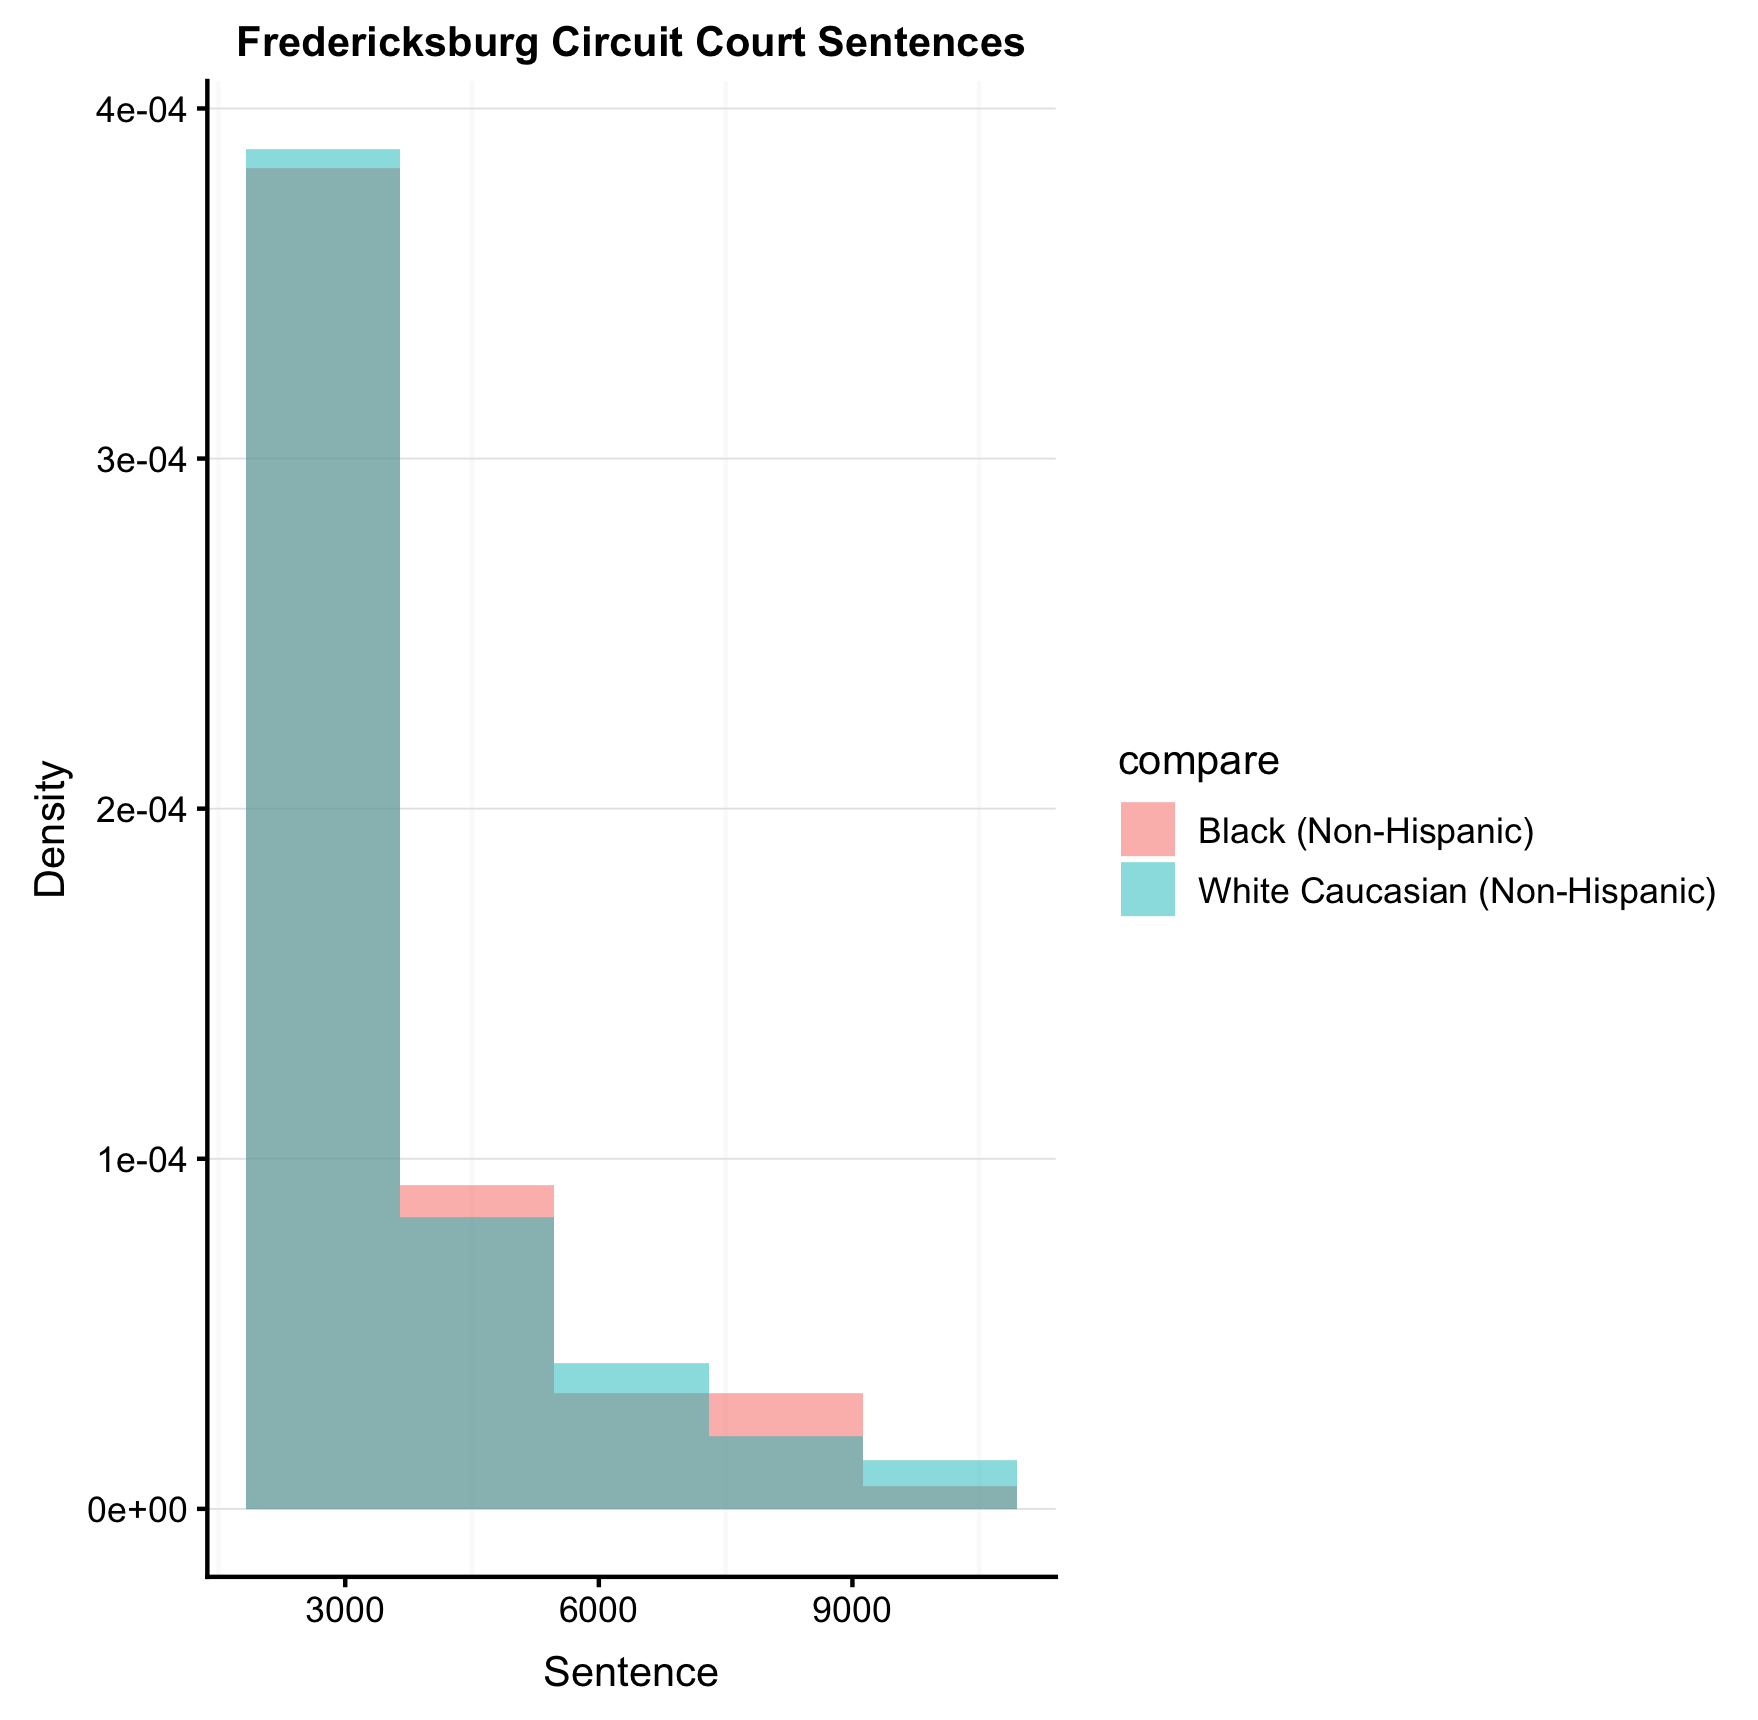 Fredericksburg Circuit Court Sentences
4e-04
3e-04
2e-04
1e-04
0e+00
Density
3000
6000
9000
Sentence
compare
Black (Non-Hispanic)
White Caucasian (Non-Hispanic)